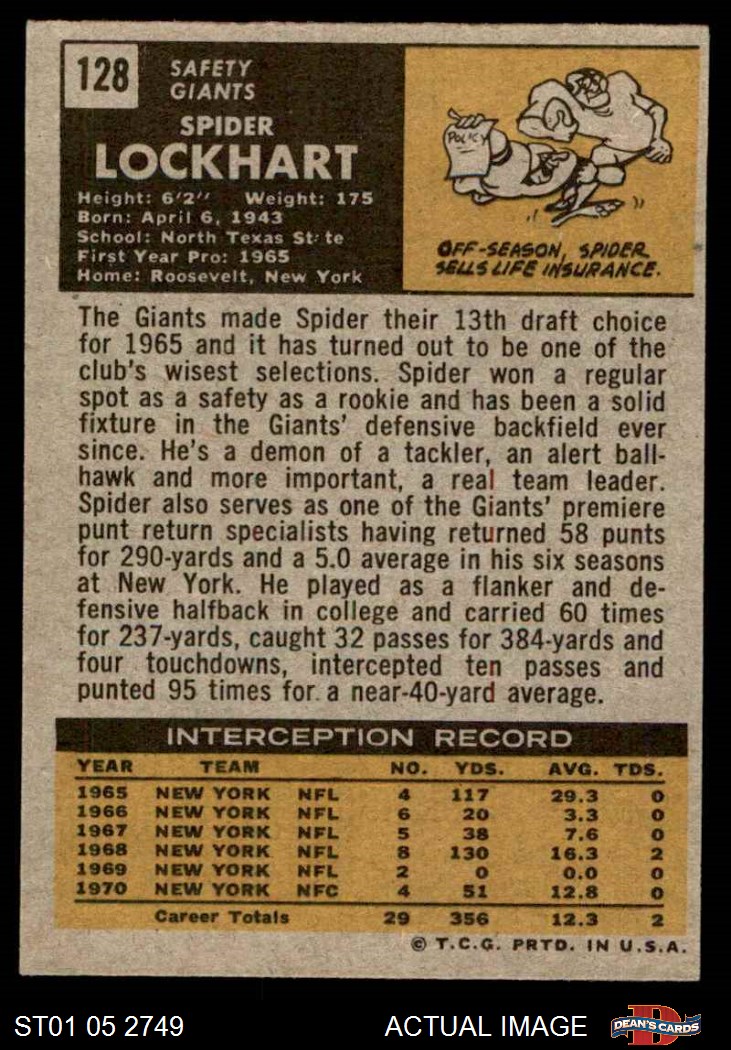 128
SAFETY
GIANTS
SPIDER
LOCKHART
Height: 6'2" Weight: 175
Born: April 6, 1943
School: North Texas State
First Year Pro: 1965
Home: Roosevelt, New York
POLICY
OFF-SEASON, SPIDER
SELLS LIFE INSURANCE.
The Giants made Spider their 13th draft choice
for 1965 and it has turned out to be one of the
club's wisest selections. Spider won a regular
spot as a safety as a rookie and has been a solid
fixture in the Giants' defensive backfield ever
since. He's a demon of a tackler, an alert ball-
hawk and more important, a real team leader.
Spider also serves as one of the Giants' premiere
punt return specialists having returned 58 punts
for 290-yards and a 5.0 average in his six seasons
at New York. He played as a flanker and de-
fensive halfback in college and carried 60 times
for 237-yards, caught 32 passes for 384-yards and
four touchdowns, intercepted ten passes and
punted 95 times for a near-40-yard average.
INTERCEPTION RECORD
YEAR TEAM NO. YDS. AVG. TDS.
1965 NEW YORK NFL 4 117 29.3 0
1966 NEW YORK NFL 6 20 3.3 0
1967 NEW YORK NFL 5 38 7.6 0
1968 NEW YORK NFL 8 130 16.3 2
1969 NEW YORK NFL 2 0 0.0 0
1970 NEW YORK NFC 4 51 12.8 0
Career Totals 29 356 12.3 2
© T.C.G. PRTD. IN U.S.A.
ST01 05 2749 ACTUAL IMAGE D DEAN'S CARDS